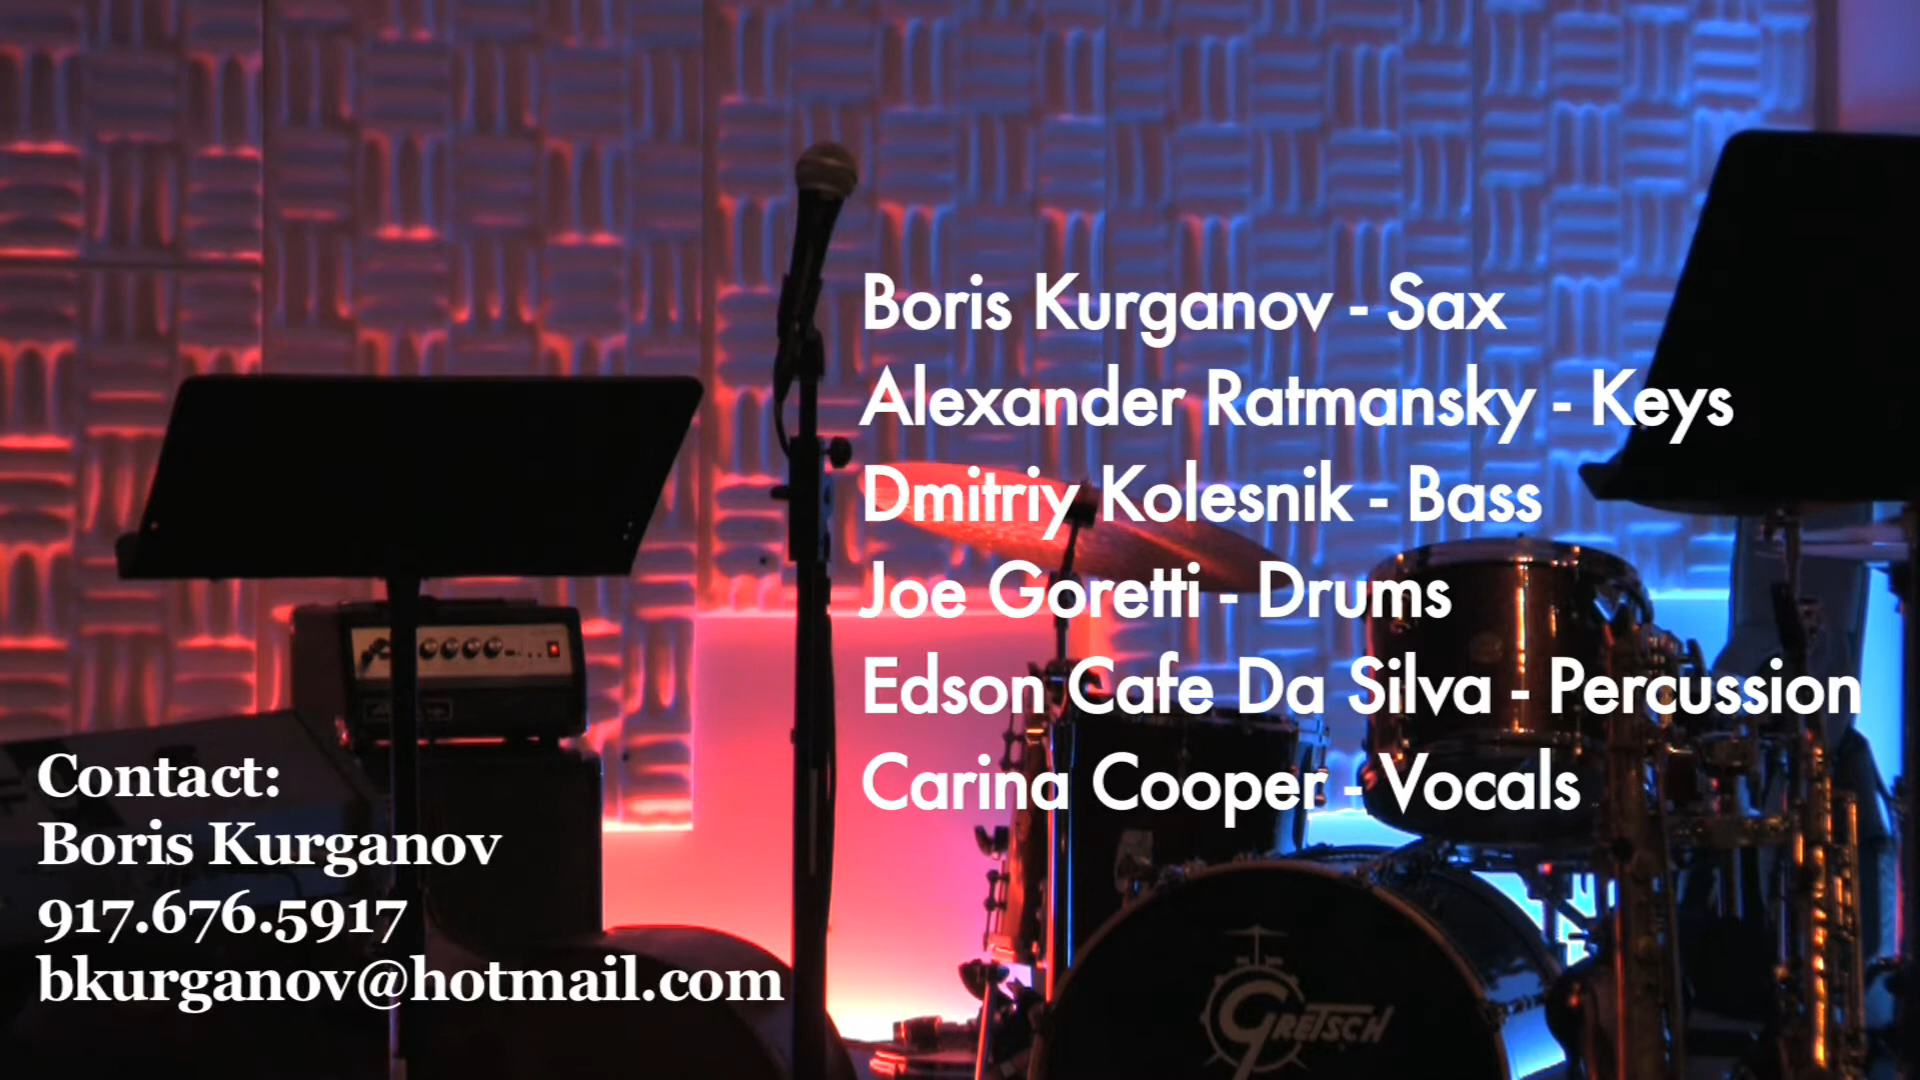 Boris Kurganov - Sax
Alexander Ratmansky - Keys
Dmitriy Kolesnik - Bass
Joe Goretti - Drums
Edson Cafe Da Silva - Percussion
Carina Cooper - Vocals
Contact:
Boris Kurganov
917.676.5917
bkurganov@hotmail.com
GRETSCH